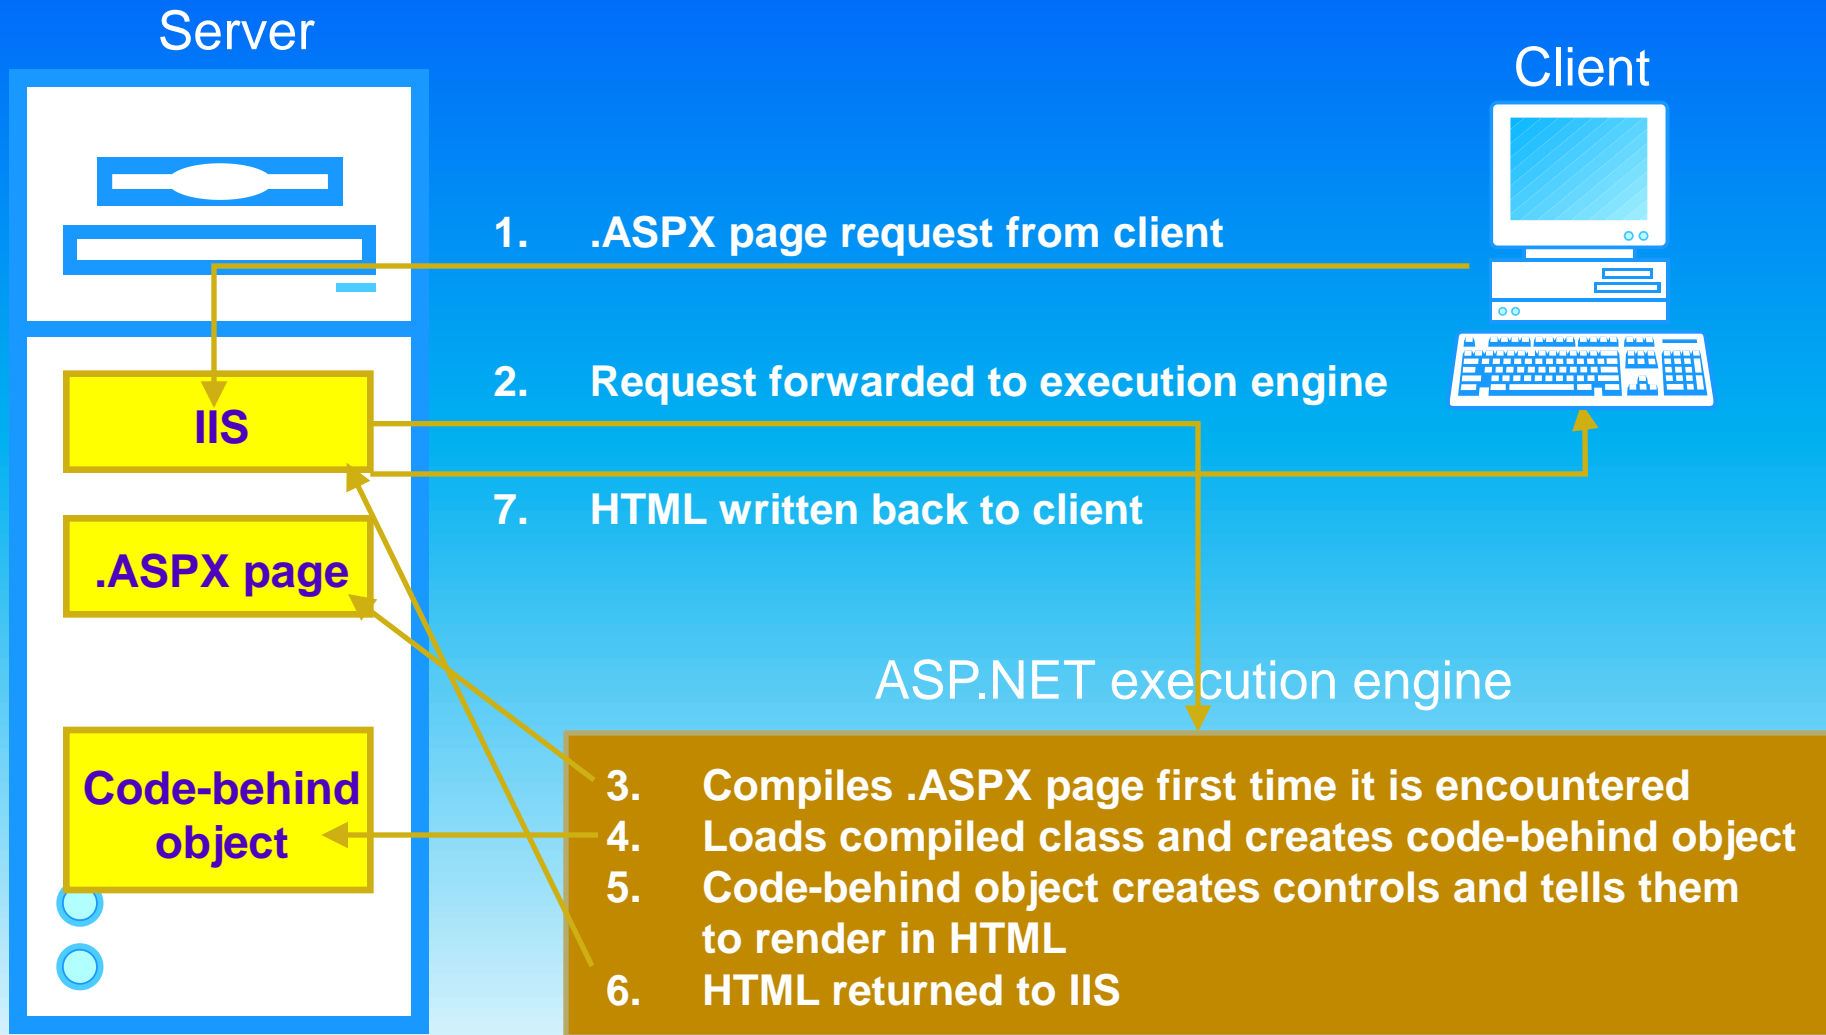 Server
Client
1. .ASPX page request from client
2. Request forwarded to execution engine
IIS
7. HTML written back to client
.ASPX page
ASP.NET execution engine
Code-behind
object
3. Compiles .ASPX page first time it is encountered
4. Loads compiled class and creates code-behind object
5. Code-behind object creates controls and tells them
to render in HTML
6. HTML returned to IIS